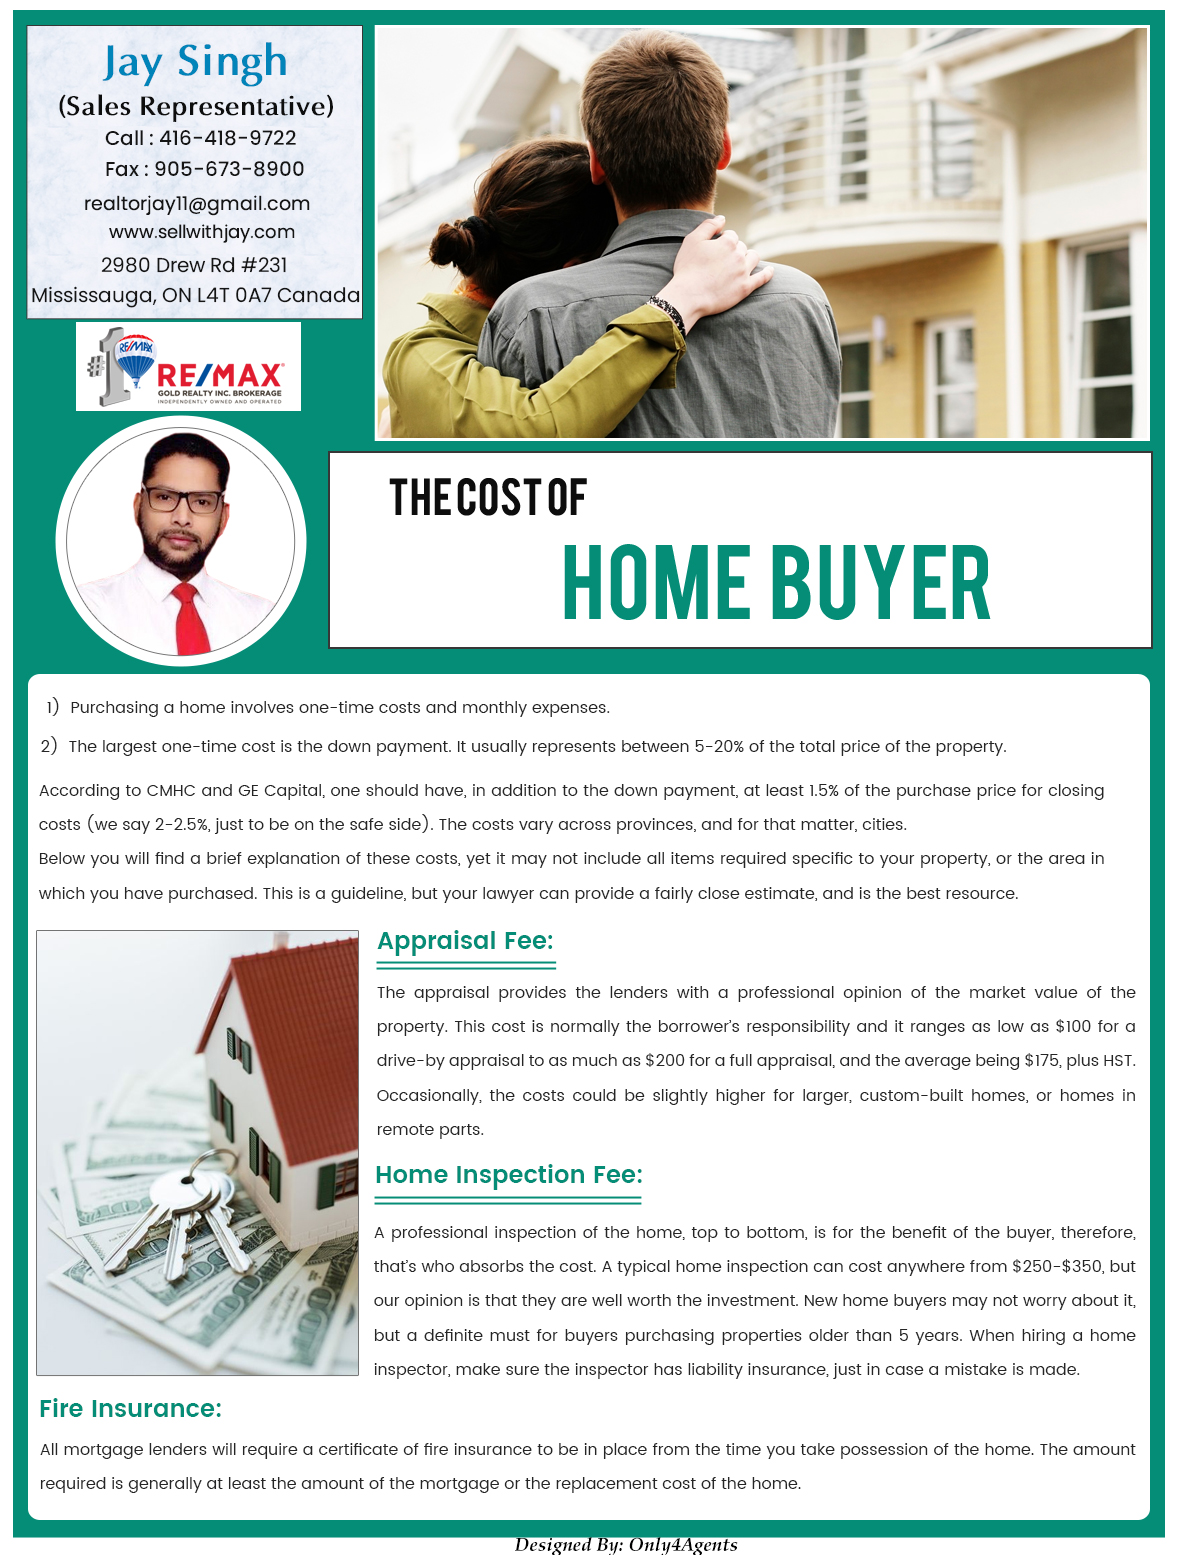 Jay Singh
(Sales Representative)
Call : 416-418-9722
Fax : 905-673-8900
realtorjay11@gmail.com
www.sellwithjay.com
2980 Drew Rd #231
Mississauga, ON L4T 0A7 Canada
#1
RE/MAX
RE/MAX
GOLD REALTY INC. BROKERAGE
INDEPENDENTLY OWNED AND OPERATED
THE COST OF
HOME BUYER
1) Purchasing a home involves one-time costs and monthly expenses.
2) The largest one-time cost is the down payment. It usually represents between 5-20% of the total price of the property.
According to CMHC and GE Capital, one should have, in addition to the down payment, at least 1.5% of the purchase price for closing
costs (we say 2-2.5%, just to be on the safe side). The costs vary across provinces, and for that matter, cities.
Below you will find a brief explanation of these costs, yet it may not include all items required specific to your property, or the area in
which you have purchased. This is a guideline, but your lawyer can provide a fairly close estimate, and is the best resource.
Appraisal Fee:
The appraisal provides the lenders with a professional opinion of the market value of the
property. This cost is normally the borrower's responsibility and it ranges as low as $100 for a
drive-by appraisal to as much as $200 for a full appraisal, and the average being $175, plus HST.
Occasionally, the costs could be slightly higher for larger, custom-built homes, or homes in
remote parts.
Home Inspection Fee:
A professional inspection of the home, top to bottom, is for the benefit of the buyer, therefore,
that's who absorbs the cost. A typical home inspection can cost anywhere from $250-$350, but
our opinion is that they are well worth the investment. New home buyers may not worry about it,
but a definite must for buyers purchasing properties older than 5 years. When hiring a home
inspector, make sure the inspector has liability insurance, just in case a mistake is made.
Fire Insurance:
All mortgage lenders will require a certificate of fire insurance to be in place from the time you take possession of the home. The amount
required is generally at least the amount of the mortgage or the replacement cost of the home.
Designed By: Only4Agents